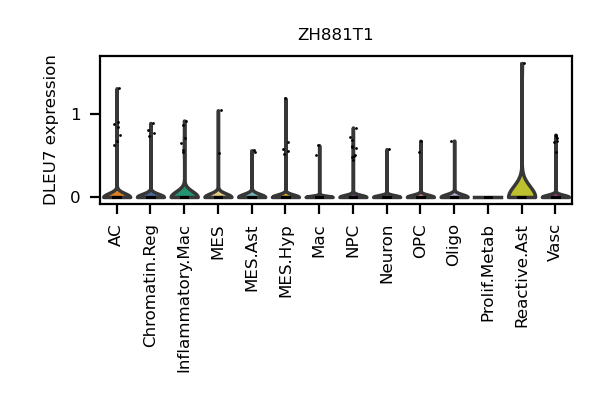 ZH881T1
DLEU7 expression
1
0
AC
Chromatin.Reg
Inflammatory.Mac
MES
MES.Ast
MES.Hyp
Mac
NPC
Neuron
OPC
Oligo
Prolif.Metab
Reactive.Ast
Vasc